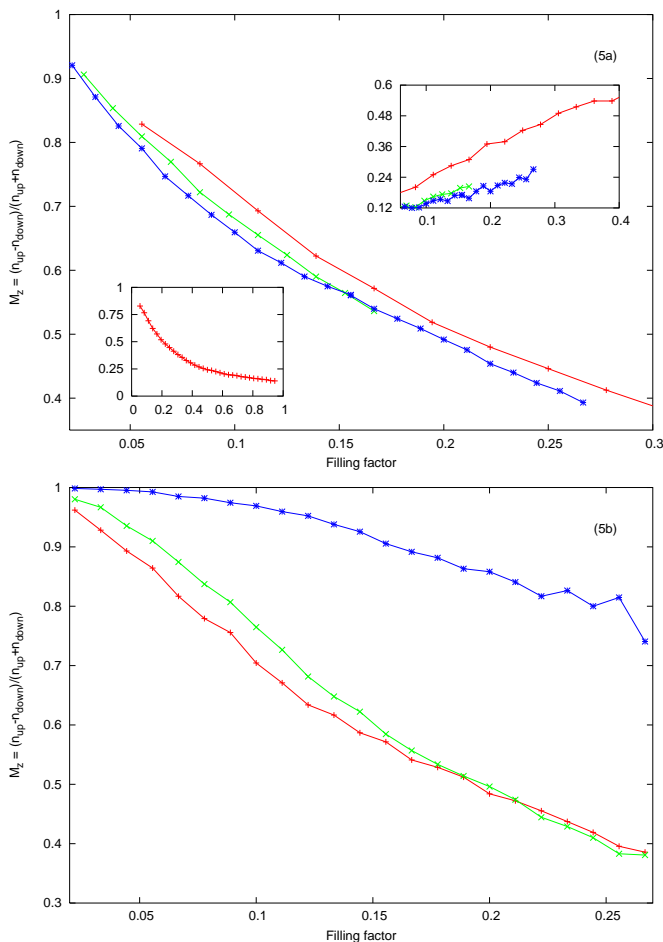 (5a)
M_z = (n_up-n_down)/(n_up+n_down)
1
0.9
0.8
0.7
0.6
0.5
0.4
0.05 0.1 0.15 0.2 0.25 0.3
Filling factor
0.6
0.48
0.36
0.24
0.12
0.1 0.2 0.3 0.4
1
0.75
0.5
0.25
0
0 0.2 0.4 0.6 0.8 1
(5b)
M_z = (n_up-n_down)/(n_up+n_down)
1
0.9
0.8
0.7
0.6
0.5
0.4
0.3
0.05 0.1 0.15 0.2 0.25
Filling factor